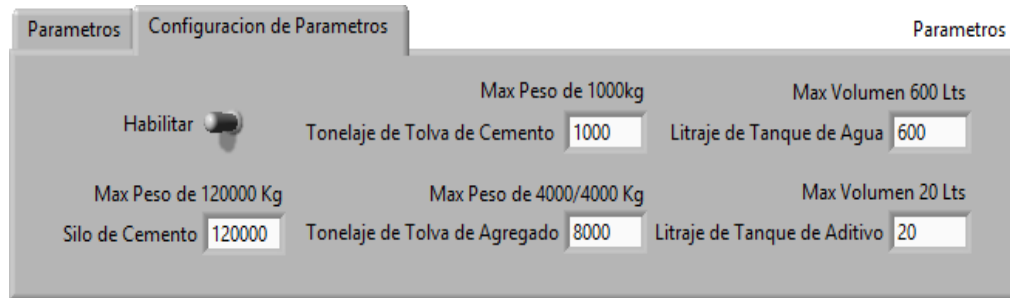 Parametros
Configuracion de Parametros
Parametros
Habilitar
Max Peso de 1000kg
Tonelaje de Tolva de Cemento 1000
Max Volumen 600 Lts
Litraje de Tanque de Agua 600
Max Peso de 120000 Kg
Silo de Cemento 120000
Max Peso de 4000/4000 Kg
Tonelaje de Tolva de Agregado 8000
Max Volumen 20 Lts
Litraje de Tanque de Aditivo 20